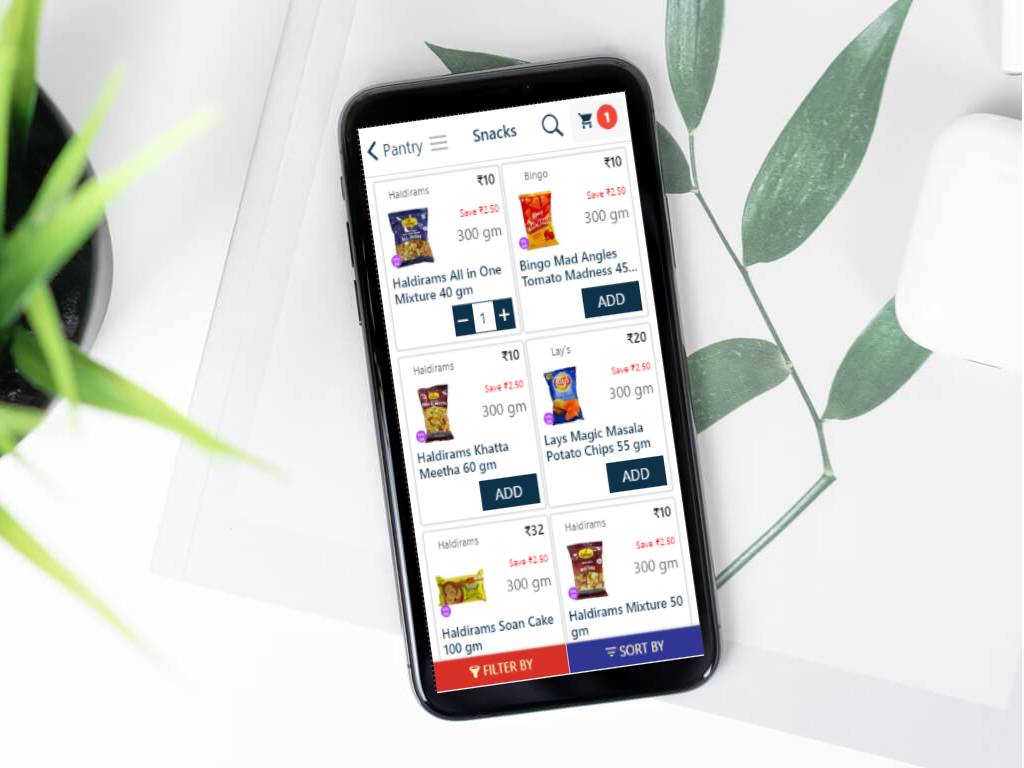 Pantry
Snacks
1
Haldirams
₹10
Save ₹2.50
300 gm
Haldirams All in One
Mixture 40 gm
− 1 +
Bingo
₹10
Save ₹2.50
300 gm
Bingo Mad Angles
Tomato Madness 45...
ADD
Haldirams
₹10
Save ₹2.50
300 gm
Haldirams Khatta
Meetha 60 gm
ADD
Lay's
₹20
Save ₹2.50
300 gm
Lays Magic Masala
Potato Chips 55 gm
ADD
Haldirams
₹32
Save ₹2.50
300 gm
Haldirams Soan Cake
100 gm
Haldirams
₹10
Save ₹2.50
300 gm
Haldirams Mixture 50
gm
FILTER BY
SORT BY